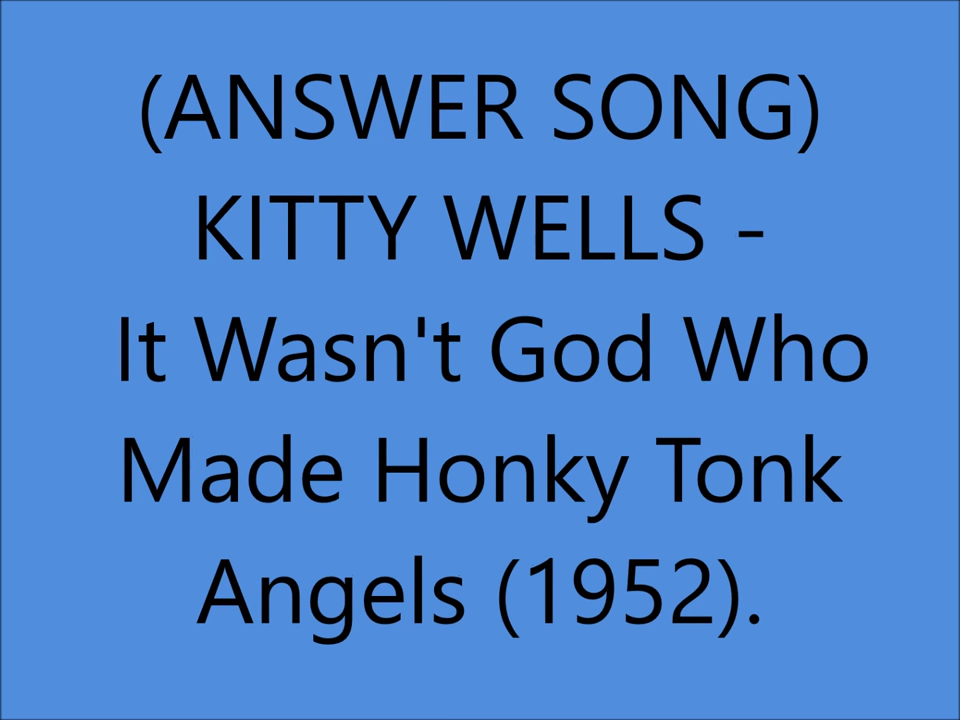 (ANSWER SONG)
KITTY WELLS -
It Wasn't God Who
Made Honky Tonk
Angels (1952).